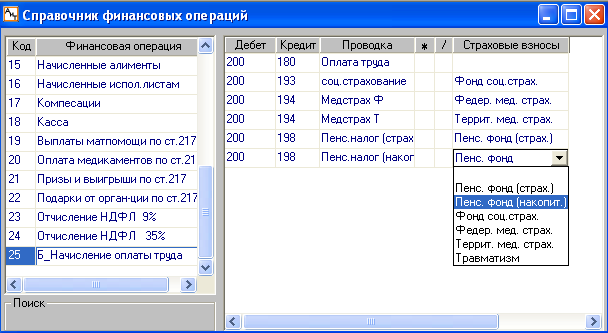 Справочник финансовых операций
Код Финансовая операция
15 Начисленные алименты
16 Начисленные испол.листам
17 Компесации
18 Касса
19 Выплаты матпомощи по ст.217
20 Оплата медикаментов по ст.21
21 Призы и выигрыши по ст.217
22 Подарки от орган-ции по ст.21
23 Отчисление НДФЛ 9%
24 Отчисление НДФЛ 35%
25 Б_Начисление оплаты труда
Поиск
Дебет Кредит Проводка * / Страховые взносы
200 180 Оплата труда
200 193 соц.страхование Фонд соц.страх.
200 194 Медстрах Ф Федер. мед. страх.
200 194 Медстрах Т Террит. мед. страх.
200 198 Пенс.налог (страх Пенс. фонд (страх.)
200 198 Пенс.налог (накоп Пенс. фонд
Пенс. фонд (страх.)
Пенс. фонд (накопит.)
Фонд соц.страх.
Федер. мед. страх.
Террит. мед. страх.
Травматизм